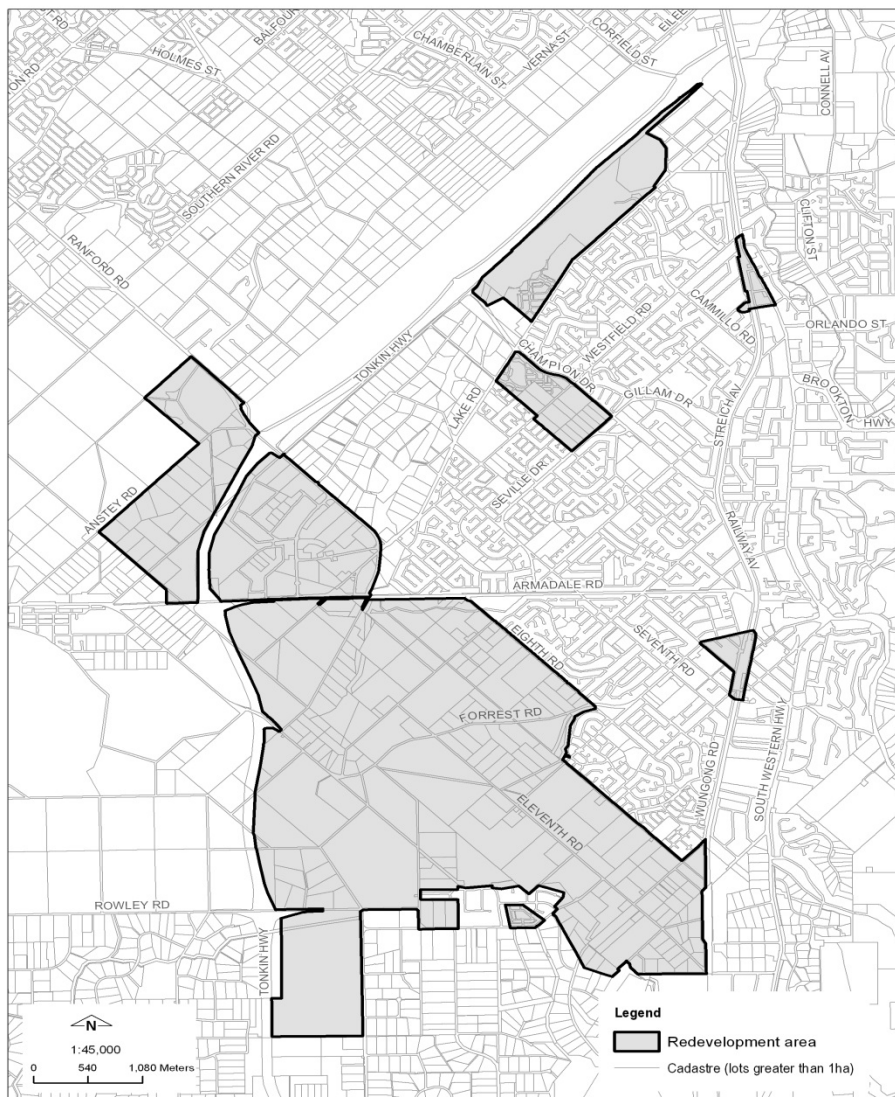 HOLMES ST
CHAMBERLAIN ST
VERNA ST
CORFIELD ST
CONNELL AV
SOUTHERN RIVER RD
RANFORD RD
CLIFTON ST
CAMMILLO RD
ORLANDO ST
WESTFIELD RD
CHAMPION DR
TONKIN HWY
LAKE RD
GILLAM DR
STREICH AV
BROOKTON
HWY
SEVILLE DR
ANSTEY RD
RAILWAY AV
ARMADALE RD
EIGHTH RD
SEVENTH RD
FORREST RD
WUNGONG RD
SOUTH WESTERN HWY
ELEVENTH RD
ROWLEY RD
TONKIN HWY
N
1:45,000
0 540 1,080 Meters
Legend
Redevelopment area
Cadastre (lots greater than 1ha)